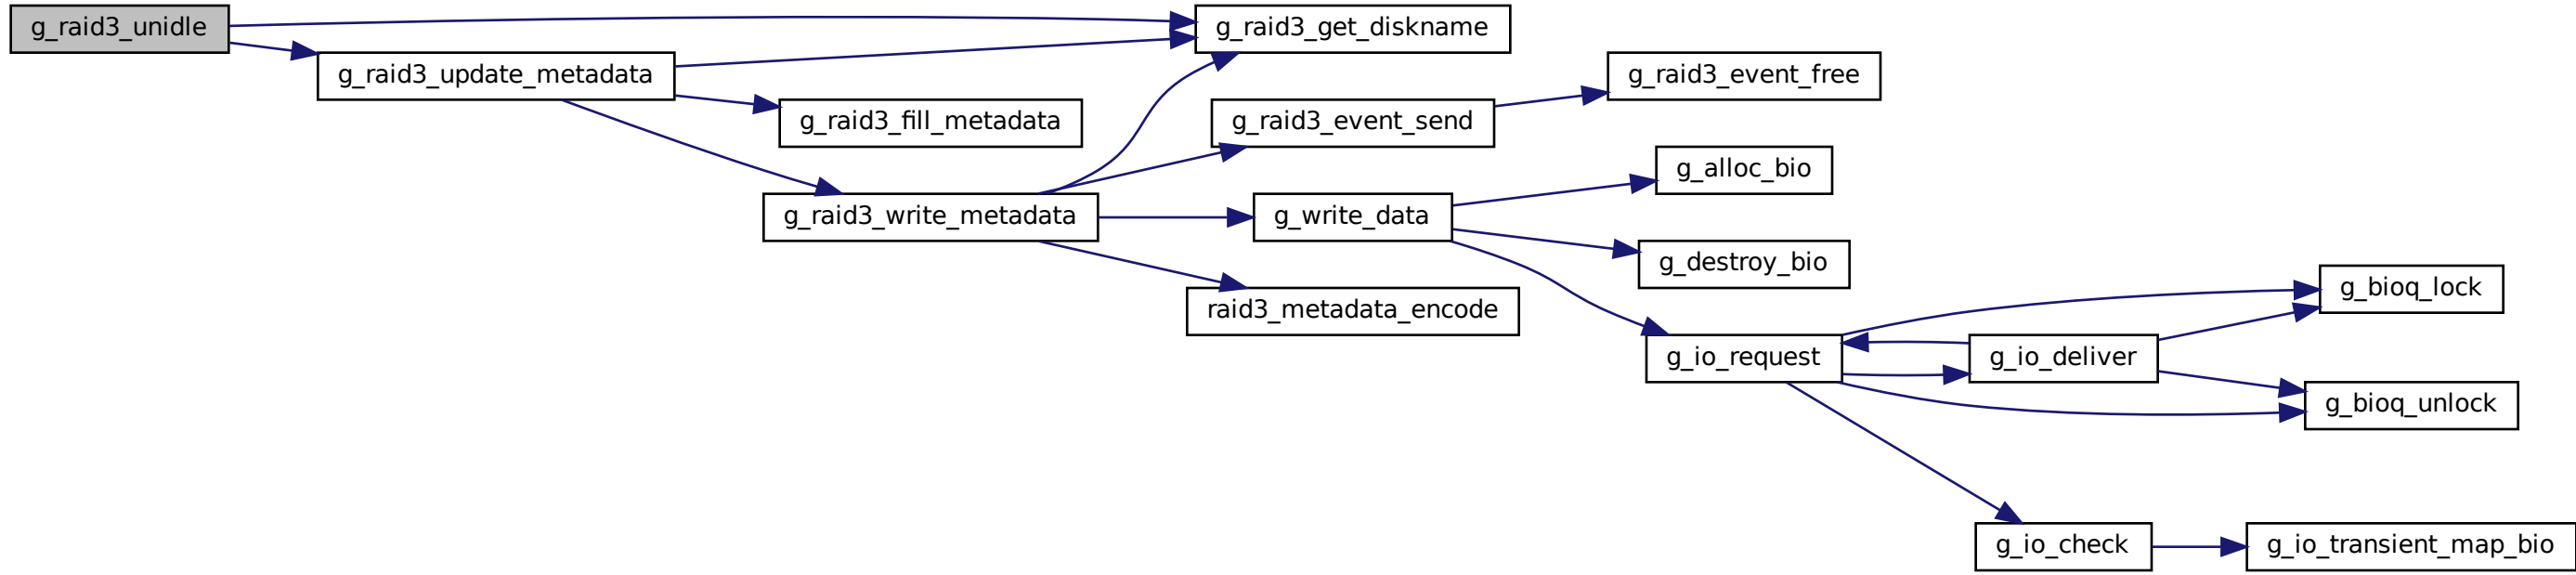 g_raid3_unidle
g_raid3_get_diskname
g_raid3_update_metadata
g_raid3_event_free
g_raid3_fill_metadata
g_raid3_event_send
g_alloc_bio
g_raid3_write_metadata
g_write_data
g_destroy_bio
g_bioq_lock
raid3_metadata_encode
g_io_request
g_io_deliver
g_bioq_unlock
g_io_check
g_io_transient_map_bio